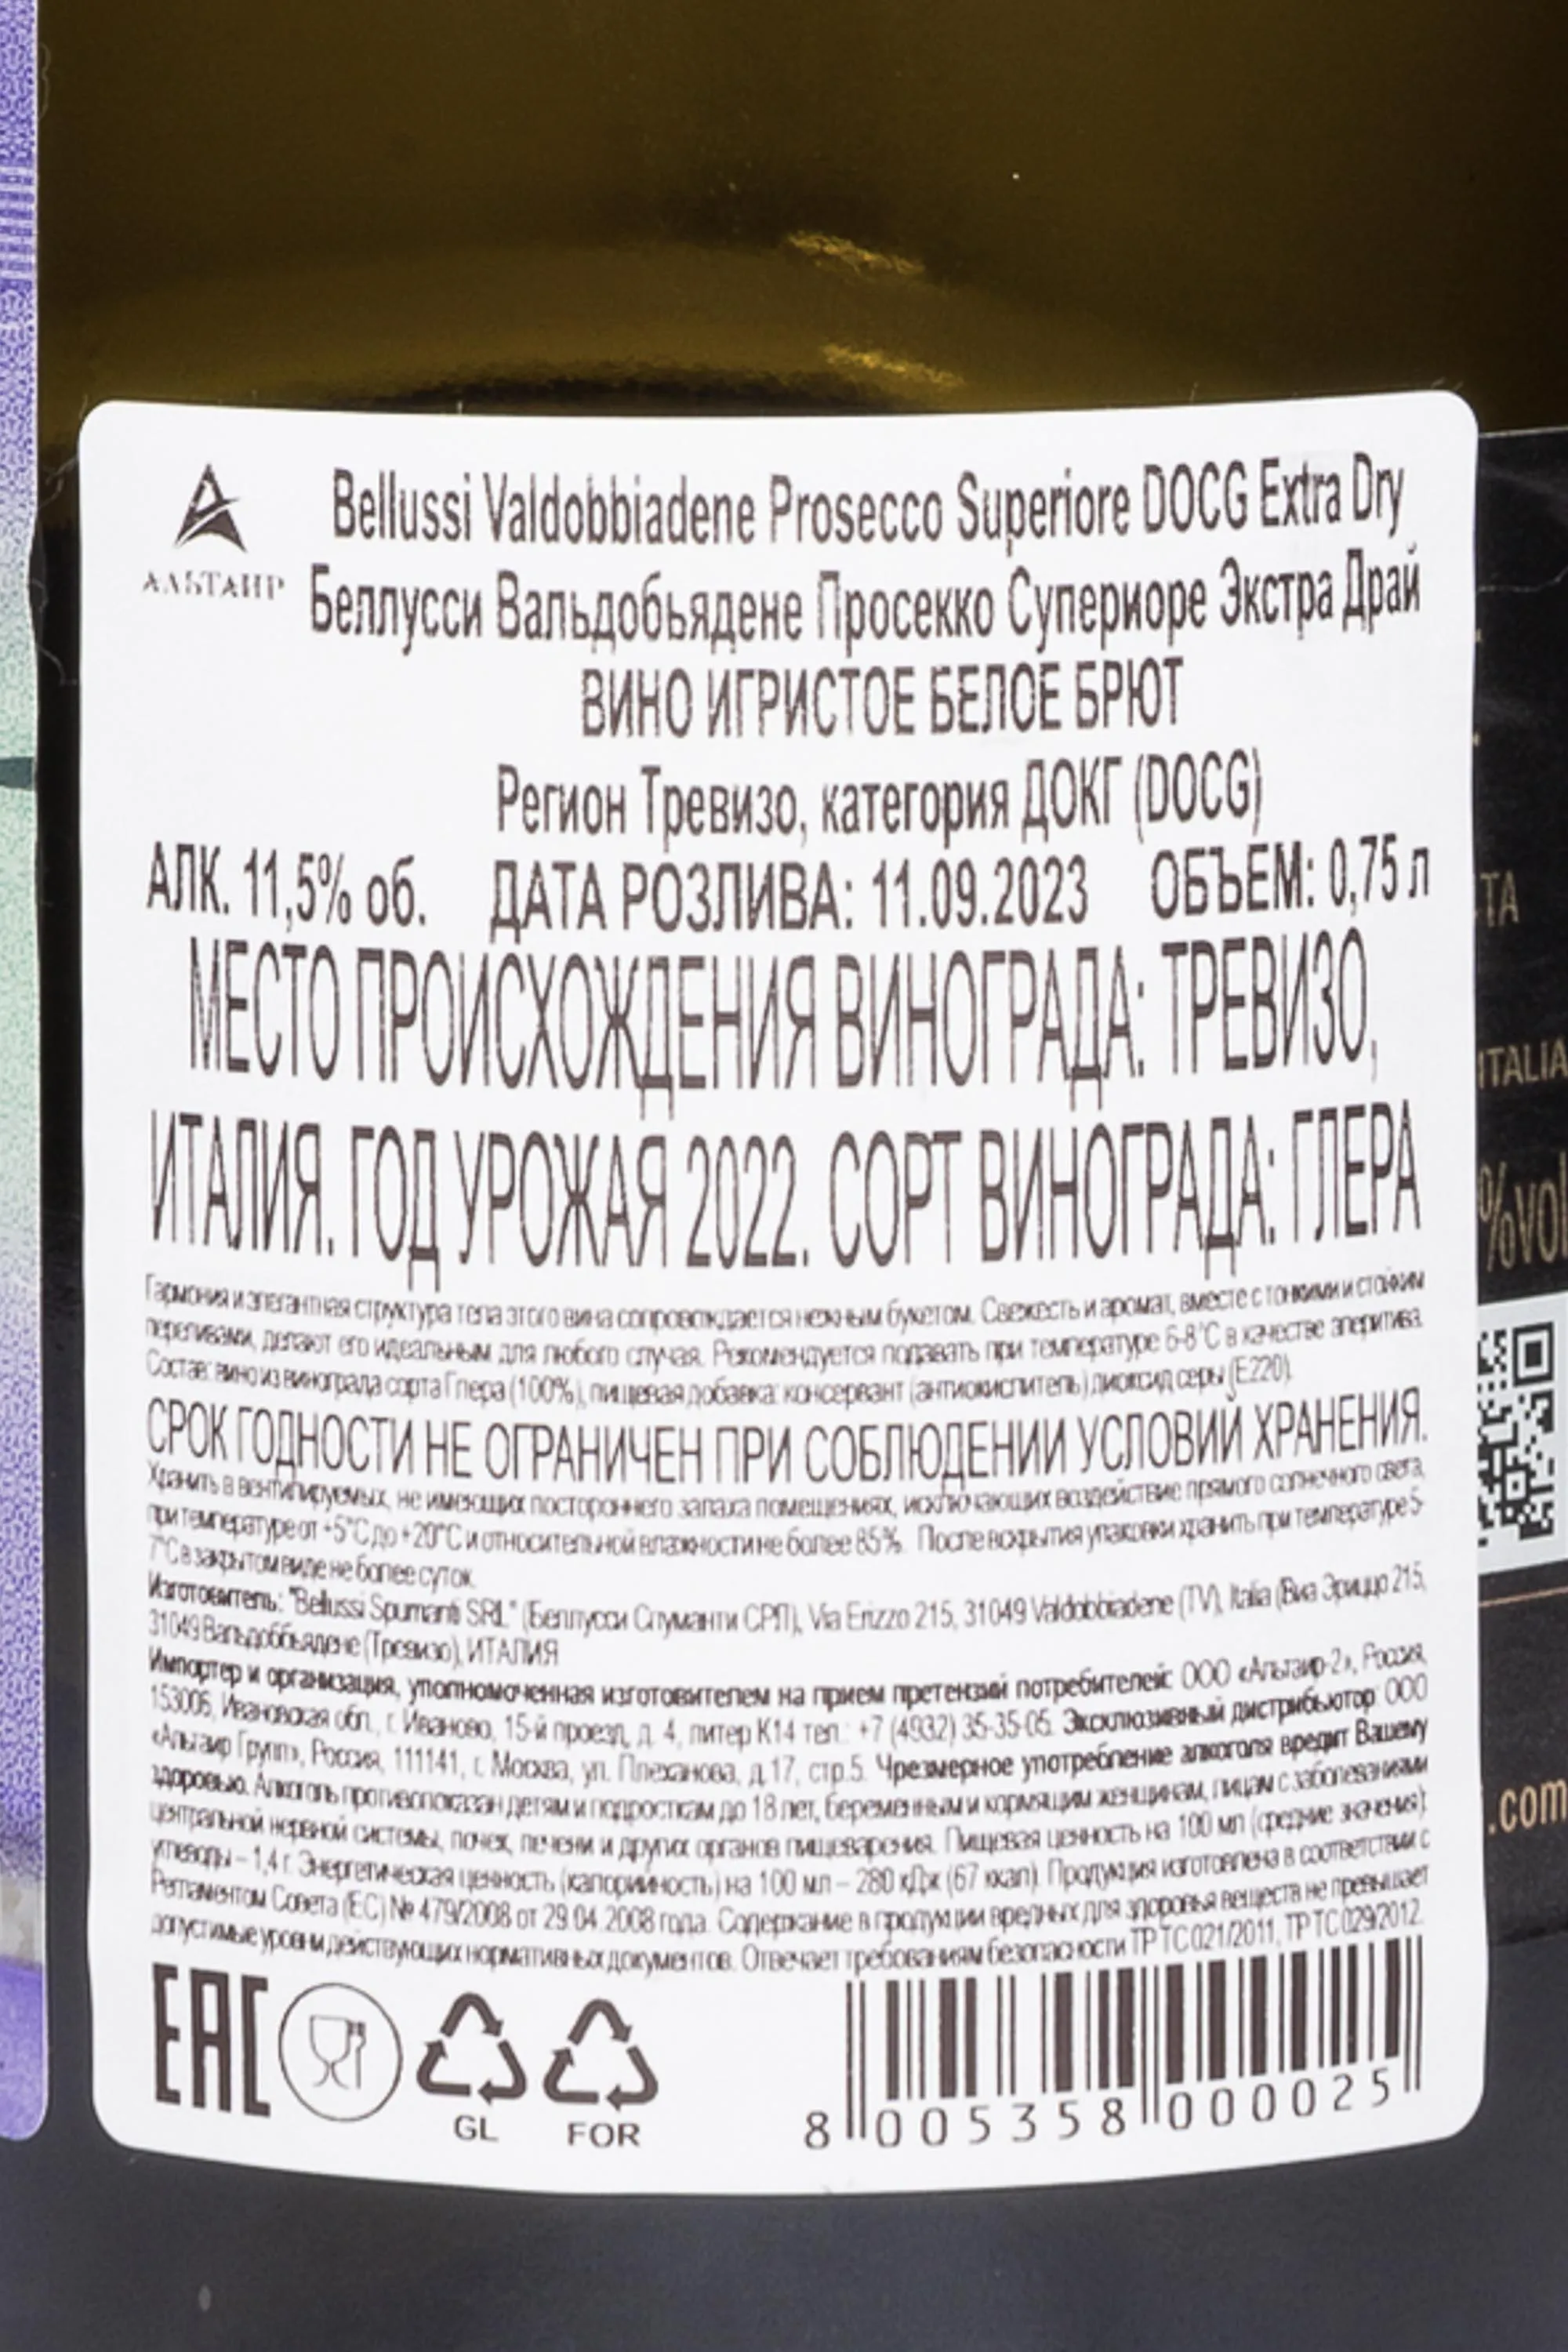 АЛЬТАИР
Bellussi Valdobbiadene Prosecco Superiore DOCG Extra Dry
Беллусси Вальдобьядене Просекко Супериоре Экстра Драй
ВИНО ИГРИСТОЕ БЕЛОЕ БРЮТ
Регион Тревизо, категория ДОКГ (DOCG)
АЛК. 11,5% об. ДАТА РОЗЛИВА: 11.09.2023 ОБЪЕМ: 0,75 л
МЕСТО ПРОИСХОЖДЕНИЯ ВИНОГРАДА: ТРЕВИЗО,
ИТАЛИЯ. ГОД УРОЖАЯ 2022. СОРТ ВИНОГРАДА: ГЛЕРА
Гармония и элегантная структура тела этого вина сопровождается нежным букетом. Свежесть и аромат, вместе с тонкими и стойким
переливами, делают его идеальным для любого случая. Рекомендуется подавать при температуре 6-8°C в качестве аперитива.
Состав: вино из винограда сорта Глера (100%), пищевая добавка: консервант (антиокислитель) диоксид серы (Е220).
СРОК ГОДНОСТИ НЕ ОГРАНИЧЕН ПРИ СОБЛЮДЕНИИ УСЛОВИЙ ХРАНЕНИЯ.
Хранить в вентилируемых, не имеющих постороннего запаха помещениях, исключающих воздействие прямого солнечного света,
при температуре от +5°C до +20°C и относительной влажности не более 85%. После вскрытия упаковки хранить при температуре 5-
7°C в закрытом виде не более суток.
Изготовитель: "Bellussi Spumanti SRL" (Беллусси Спуманти СРЛ), Via Erizzo 215, 31049 Valdobbiadene (TV), Italia (Виа Эриццо 215,
31049 Вальдоббьядене (Тревизо), ИТАЛИЯ
Импортер и организация, уполномоченная изготовителем на прием претензий потребителей: ООО «Альтаир-2», Россия,
153006, Ивановская обл., г. Иваново, 15-й проезд, д. 4, литер К14 тел.: +7 (4932) 35-35-05. Эксклюзивный дистрибьютор: ООО
«Альтаир Групп», Россия, 111141, г. Москва, ул. Плеханова, д.17, стр.5. Чрезмерное употребление алкоголя вредит Вашему
здоровью. Алкоголь противопоказан детям и подросткам до 18 лет, беременным и кормящим женщинам, лицам с заболеваниями
центральной нервной системы, почек, печени и других органов пищеварения. Пищевая ценность на 100 мл (средние значения):
углеводы – 1,4 г. Энергетическая ценность (калорийность) на 100 мл – 280 кДж (67 ккал). Продукция изготовлена в соответствии с
Регламентом Совета (ЕС) № 479/2008 от 29.04.2008 года. Содержание в продукции вредных для здоровья веществ не превышает
допустимые уровни действующих нормативных документов. Отвечает требованиям безопасности ТР ТС 021/2011, ТР ТС 029/2012.
EAC
GL
FOR
8 005358 000025
TA
ITALIA
%vol
.com